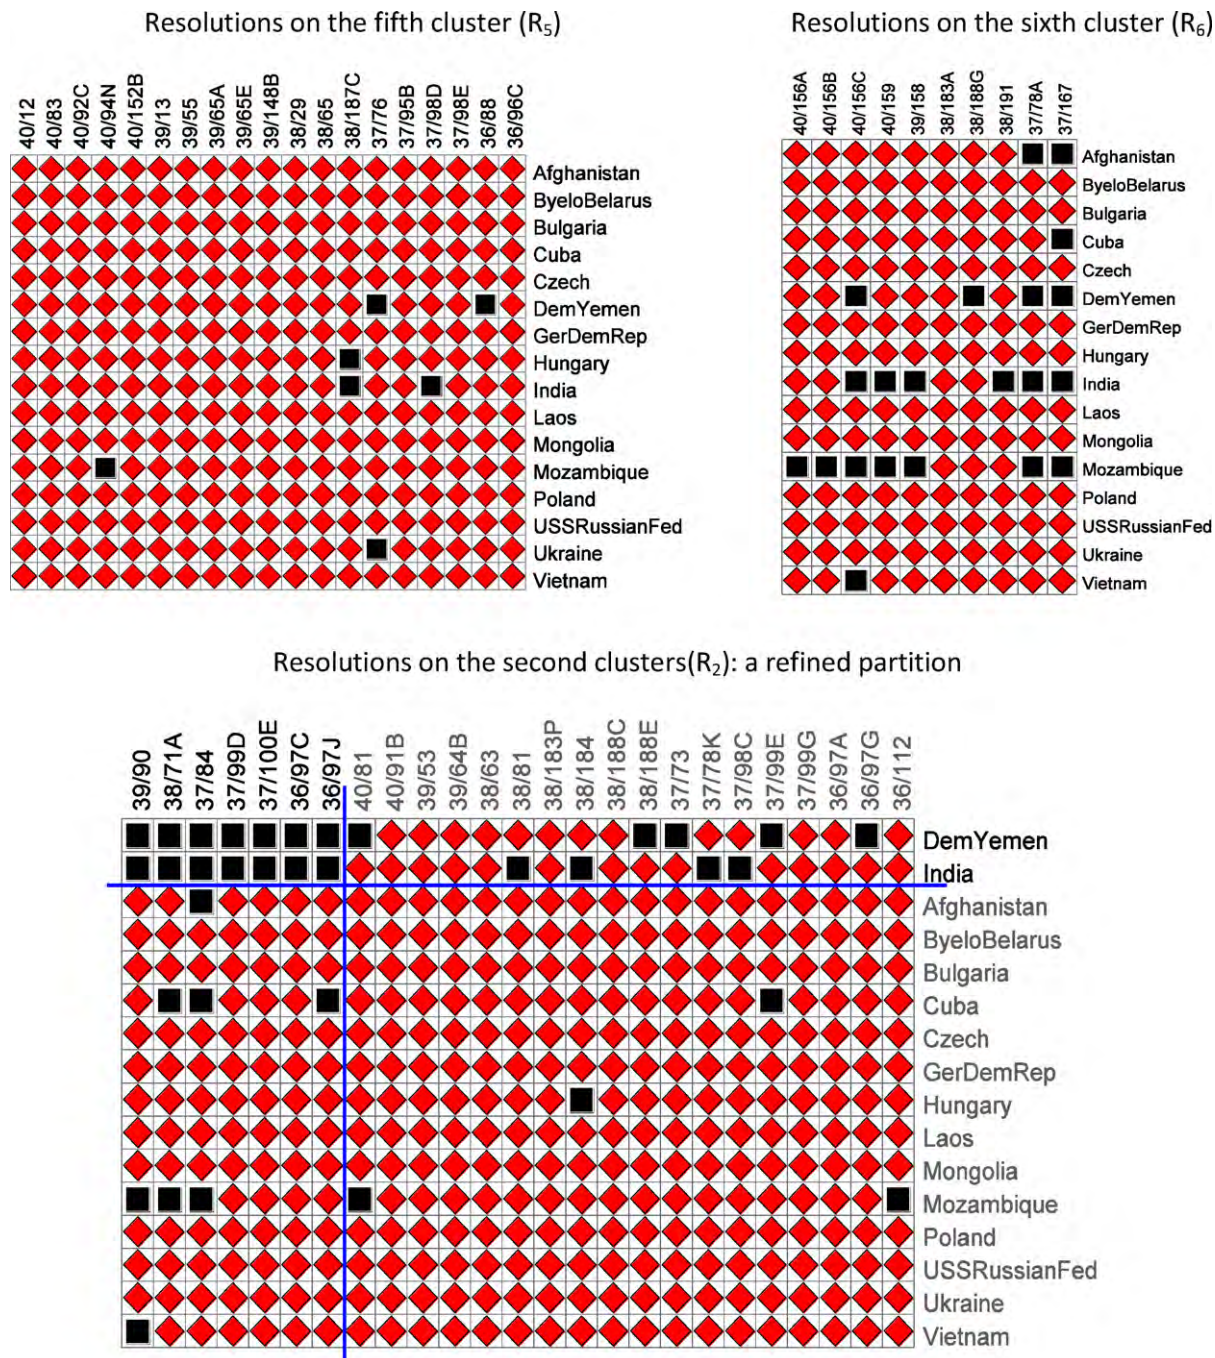 Resolutions on the fifth cluster (R5)
40/12 40/83 40/92C 40/94N 40/152B 39/13 39/55 39/65A 39/65E 39/148B 38/29 38/65 38/187C 37/76 37/95B 37/98D 37/98E 36/88 36/96C
Afghanistan
ByeloBelarus
Bulgaria
Cuba
Czech
DemYemen
GerDemRep
Hungary
India
Laos
Mongolia
Mozambique
Poland
USSRussianFed
Ukraine
Vietnam
Resolutions on the sixth cluster (R6)
40/156A 40/156B 40/156C 40/159 39/158 38/183A 38/188G 38/191 37/78A 37/167
Afghanistan
ByeloBelarus
Bulgaria
Cuba
Czech
DemYemen
GerDemRep
Hungary
India
Laos
Mongolia
Mozambique
Poland
USSRussianFed
Ukraine
Vietnam
Resolutions on the second clusters(R2): a refined partition
39/90 38/71A 37/84 37/99D 37/100E 36/97C 36/97J 40/81 40/91B 39/53 39/64B 38/63 38/81 38/183P 38/184 38/188C 38/188E 37/73 37/78K 37/98C 37/99E 37/99G 36/97A 36/97G 36/112
DemYemen
India
Afghanistan
ByeloBelarus
Bulgaria
Cuba
Czech
GerDemRep
Hungary
Laos
Mongolia
Mozambique
Poland
USSRussianFed
Ukraine
Vietnam